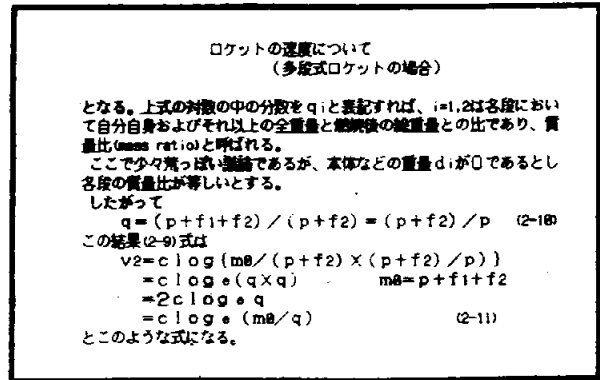 ロケットの速度について
(多段式ロケットの場合)
となる。上式の対数の中の分数をqiと表記すれば、i=1,2は各段におい
て自分自身およびそれ以上の全重量と燃焼後の総重量との比であり、質
量比(mass ratio)と呼ばれる。
ここで少々荒っぽい議論であるが、本体などの重量diが0であるとし
各段の質量比が等しいとする。
したがって
q=(p+f1+f2)/(p+f2)=(p+f2)/p (2-10)
この結果(2-9)式は
v2=clog{m0/(p+f2)×(p+f2)/p)}
=cloge(q×q) m0=p+f1+f2
=2cloge q
=cloge (m0/q) (2-11)
とこのような式になる。